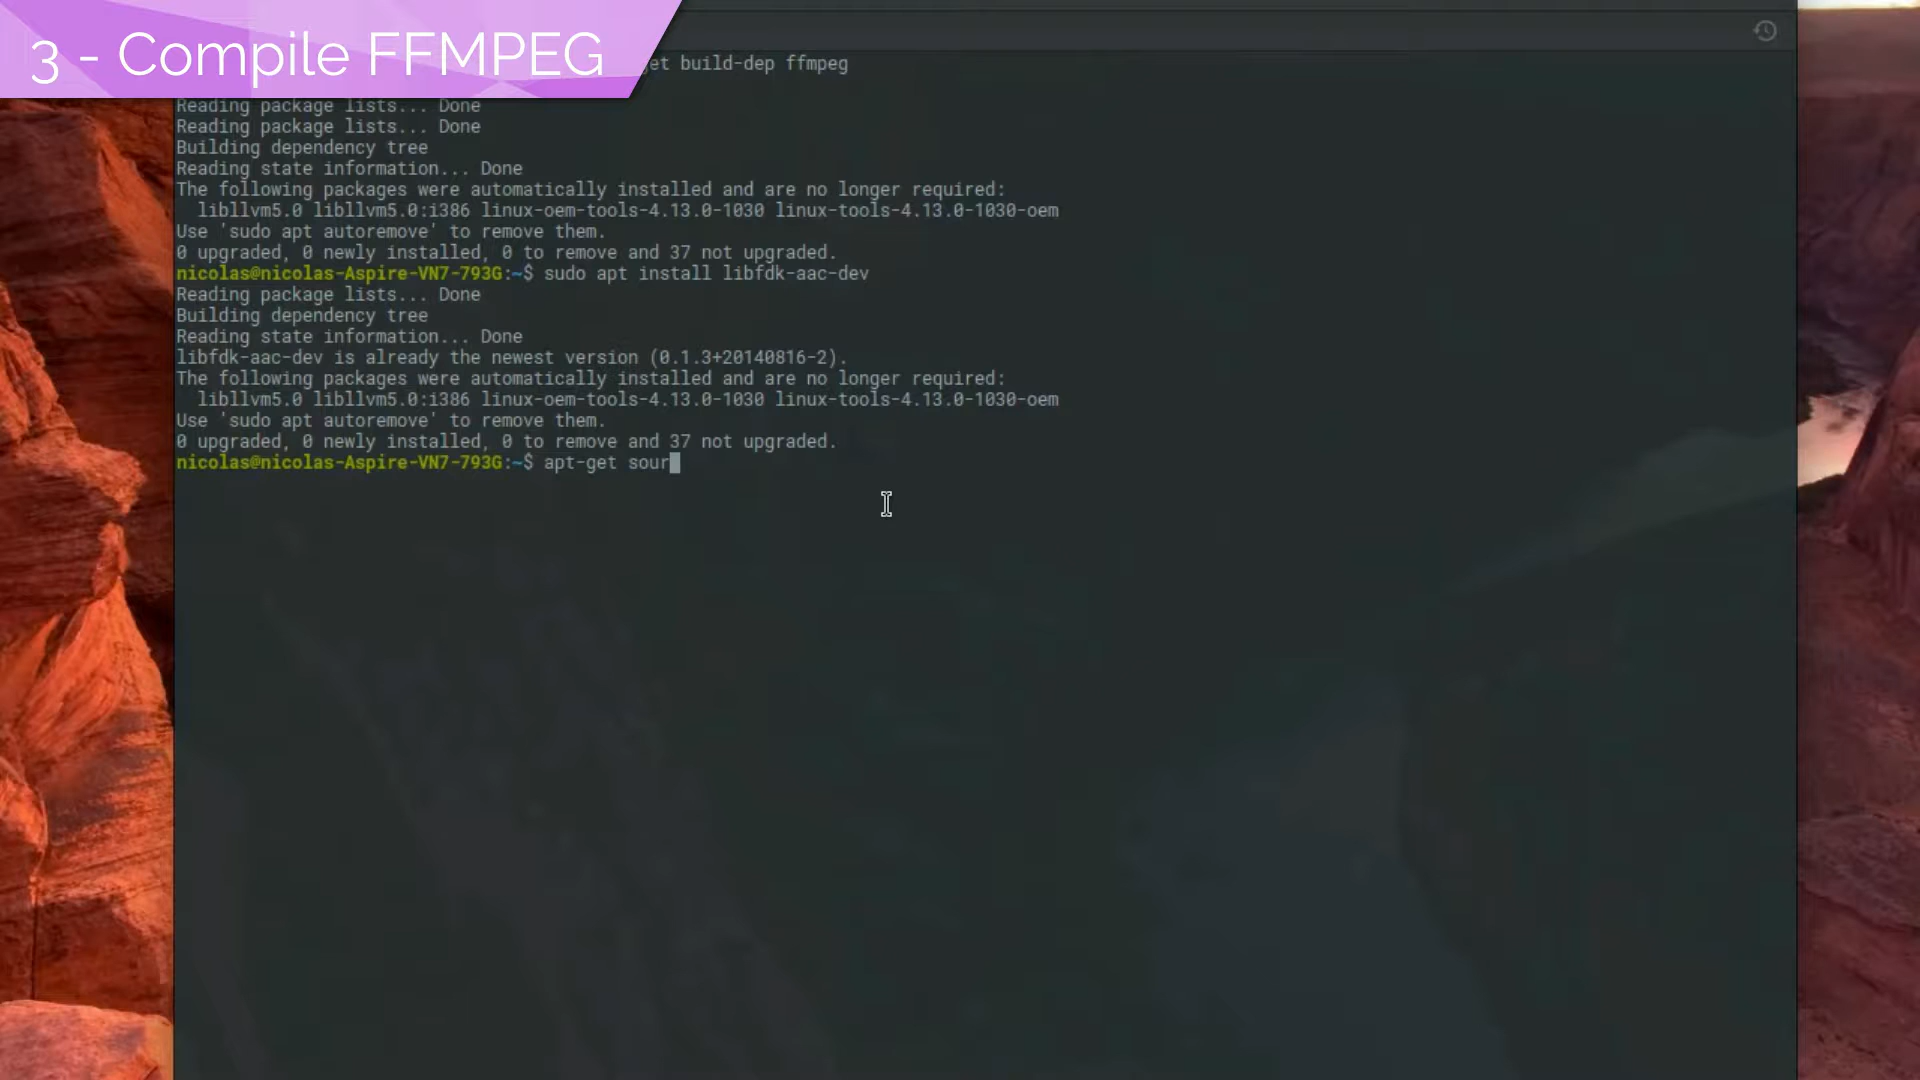 3 - Compile FFMPEG
get build-dep ffmpeg
Reading package lists... Done
Reading package lists... Done
Building dependency tree
Reading state information... Done
The following packages were automatically installed and are no longer required:
libllvm5.0 libllvm5.0:i386 linux-oem-tools-4.13.0-1030 linux-tools-4.13.0-1030-oem
Use 'sudo apt autoremove' to remove them.
0 upgraded, 0 newly installed, 0 to remove and 37 not upgraded.
nicolas@nicolas-Aspire-VN7-793G:~$ sudo apt install libfdk-aac-dev
Reading package lists... Done
Building dependency tree
Reading state information... Done
libfdk-aac-dev is already the newest version (0.1.3+20140816-2).
The following packages were automatically installed and are no longer required:
libllvm5.0 libllvm5.0:i386 linux-oem-tools-4.13.0-1030 linux-tools-4.13.0-1030-oem
Use 'sudo apt autoremove' to remove them.
0 upgraded, 0 newly installed, 0 to remove and 37 not upgraded.
nicolas@nicolas-Aspire-VN7-793G:~$ apt-get sour